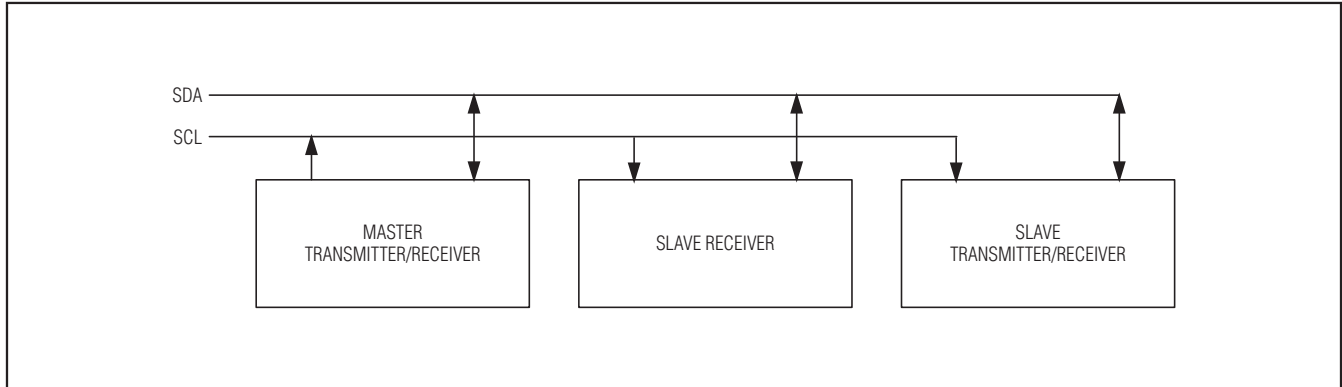 SDA
SCL
MASTER
TRANSMITTER/RECEIVER
SLAVE RECEIVER
SLAVE
TRANSMITTER/RECEIVER